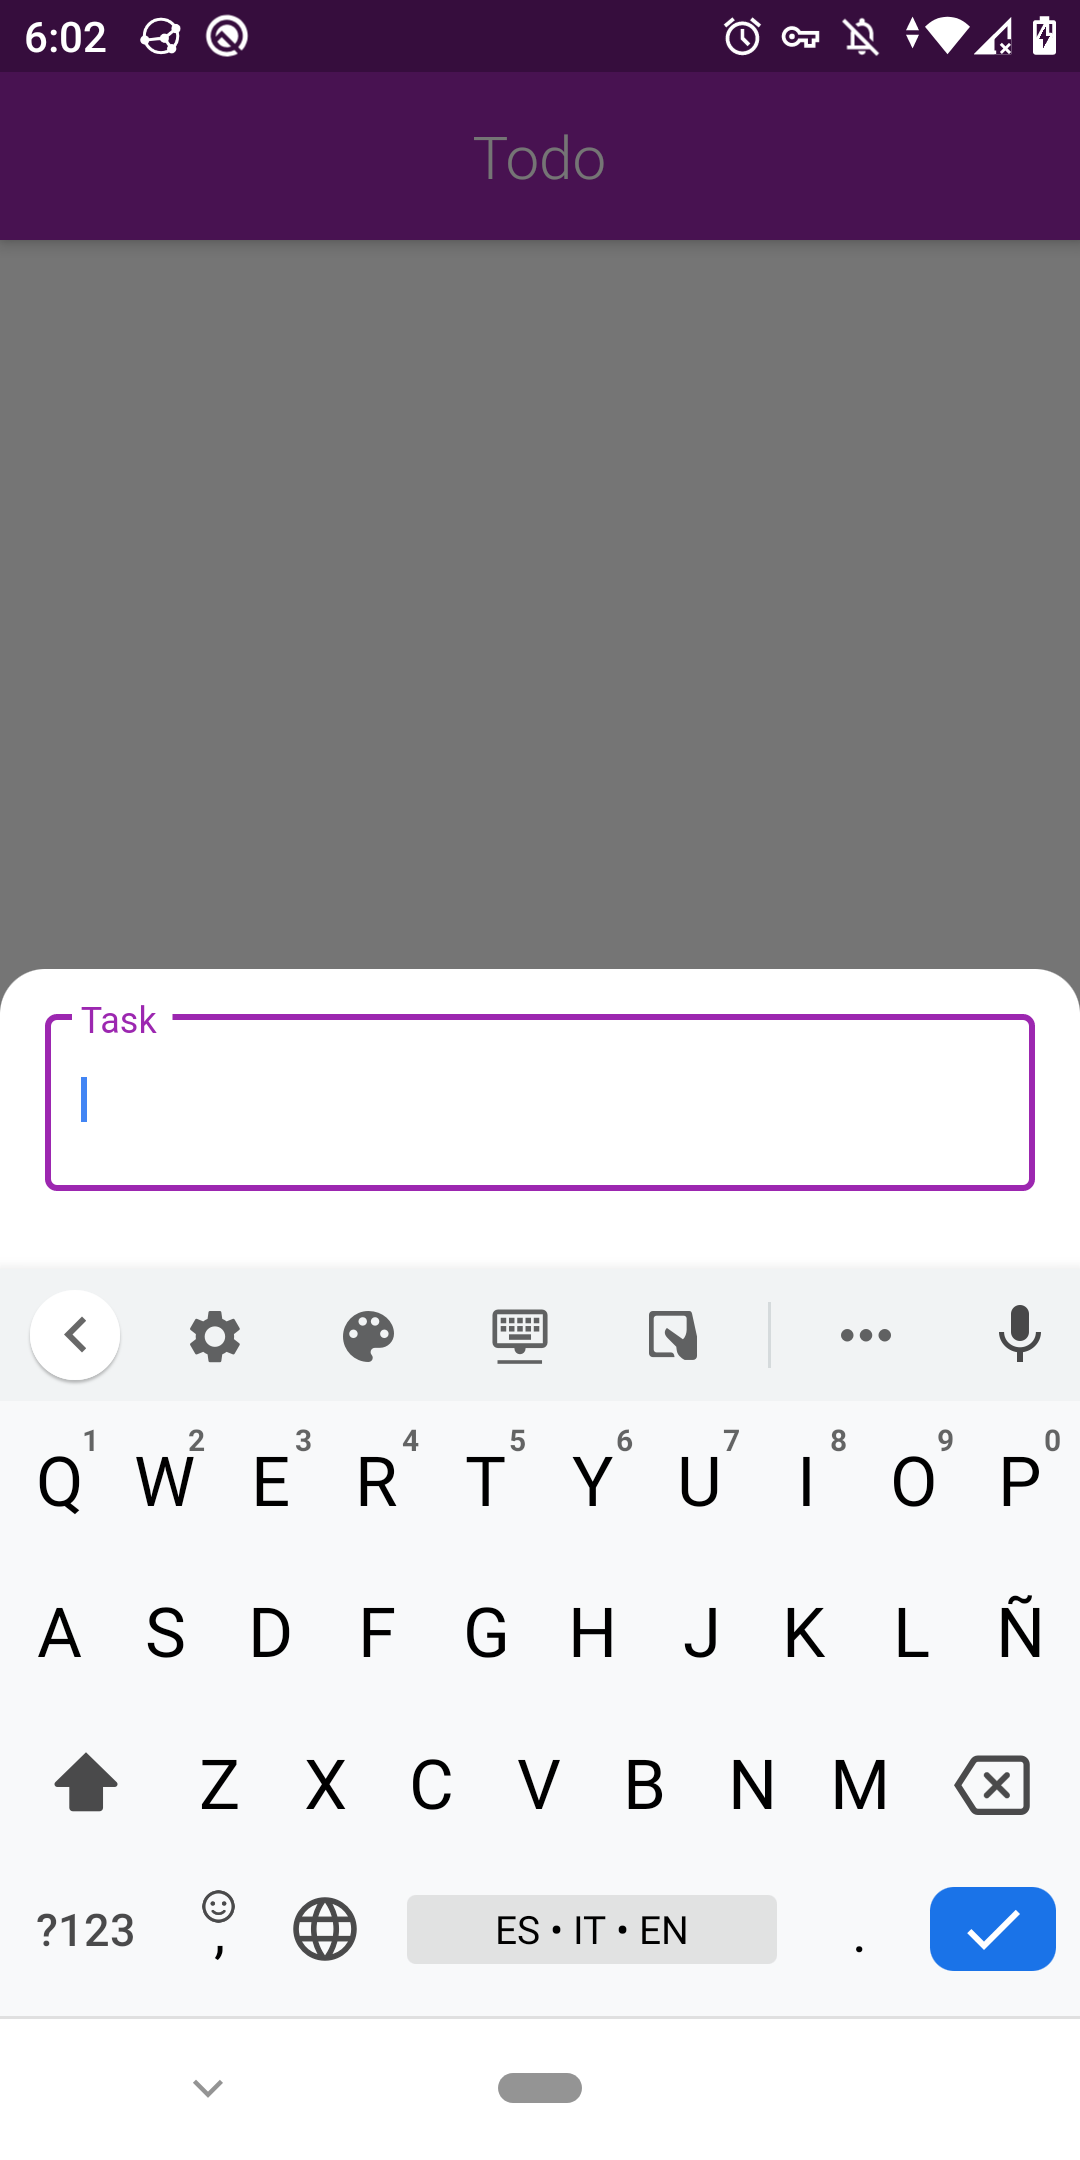 6:02
Todo
Task
1 2 3 4 5 6 7 8 9 0
Q W E R T Y U I O P
A S D F G H J K L Ñ
Z X C V B N M
?123 , ES • IT • EN .